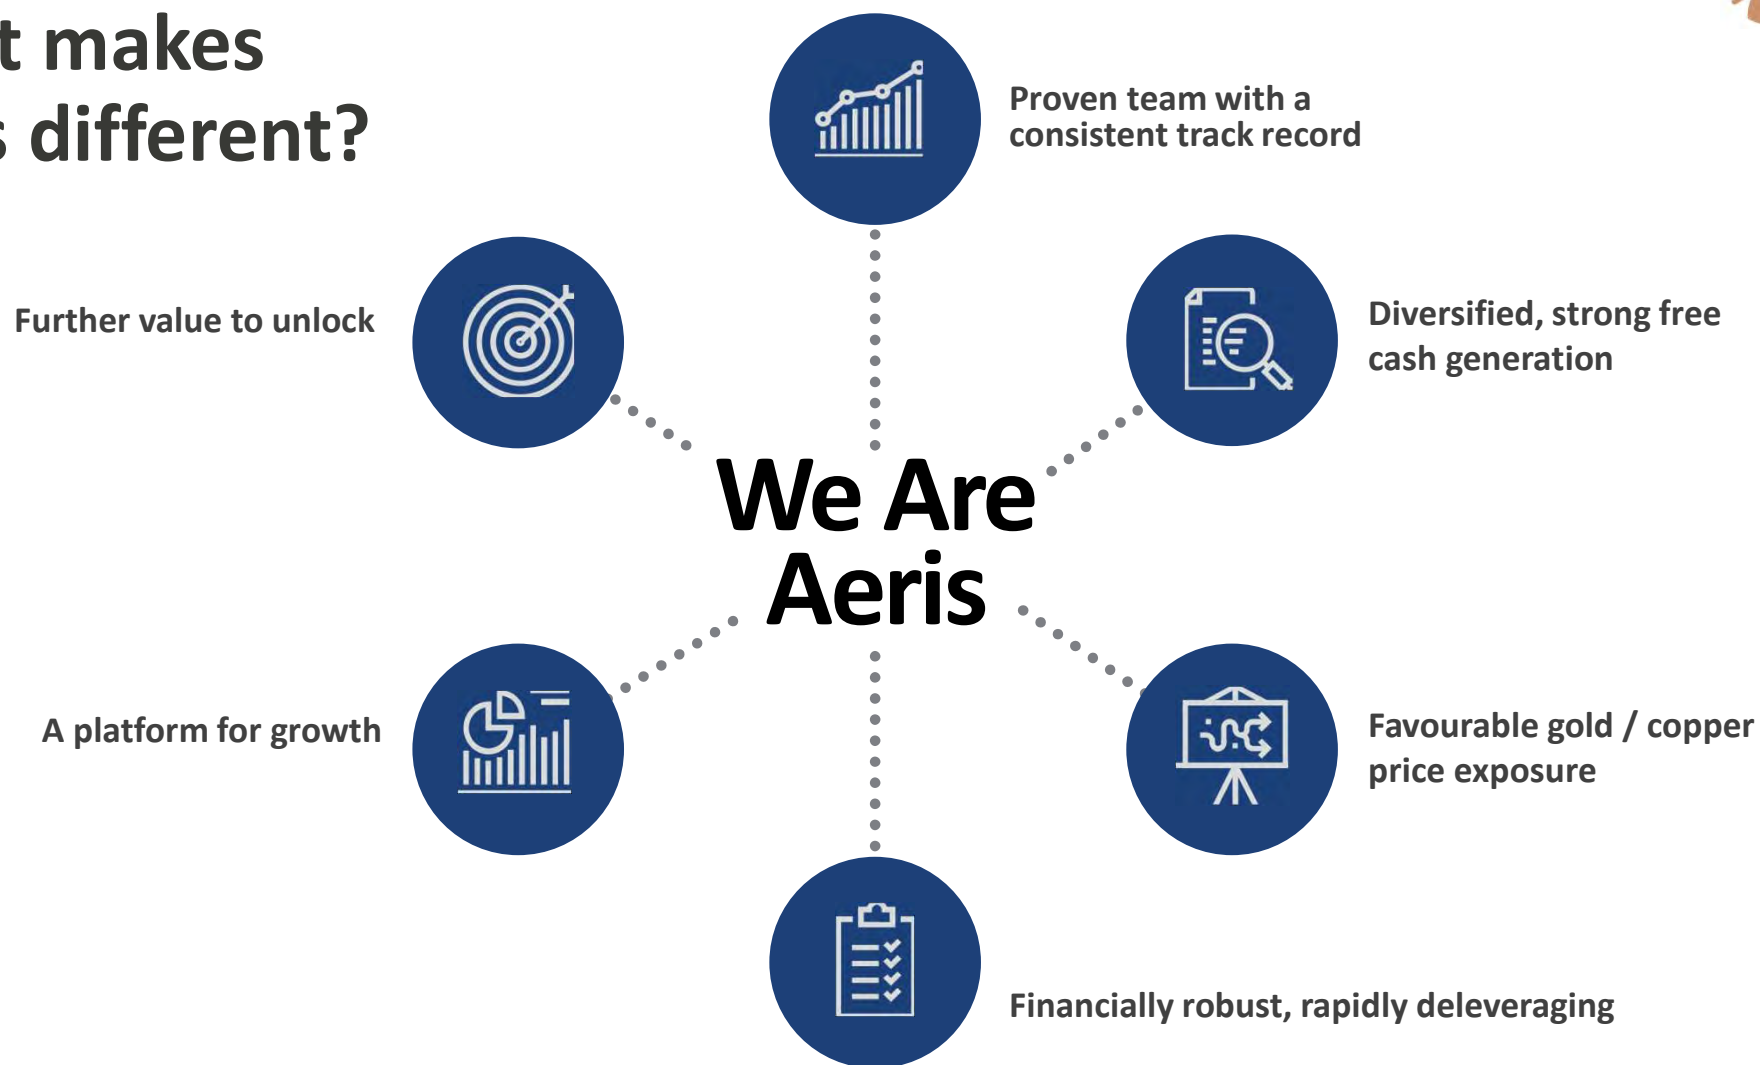 t makes
s different?
Proven team with a
consistent track record
Further value to unlock
Diversified, strong free
cash generation
We Are
Aeris
A platform for growth
Favourable gold / copper
price exposure
Financially robust, rapidly deleveraging